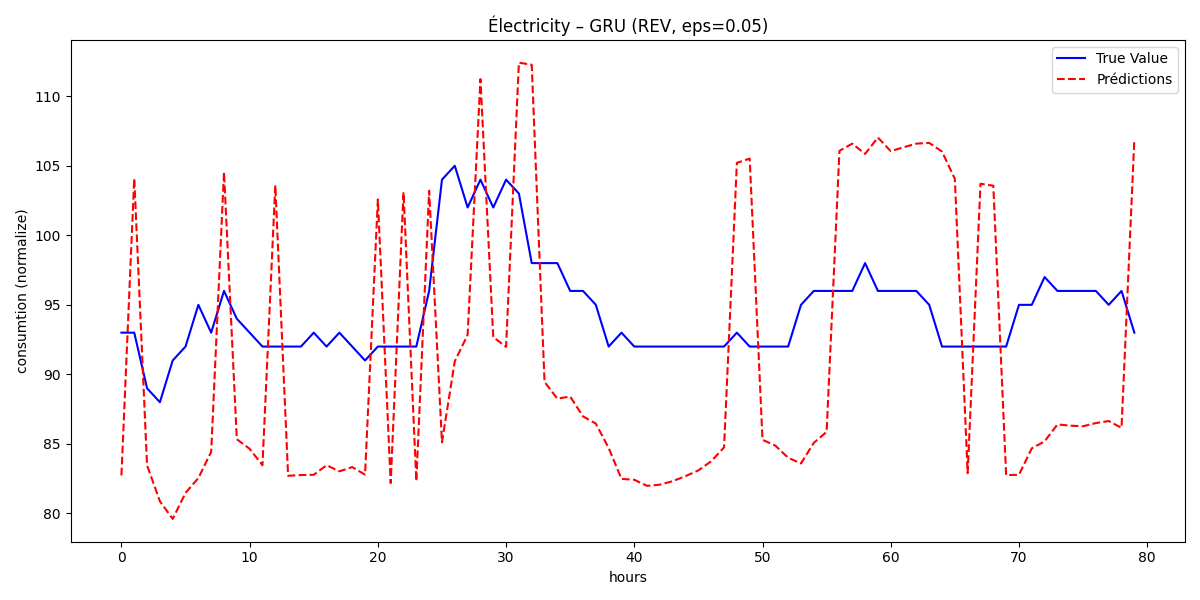 Électricity – GRU (REV, eps=0.05)
True Value
Prédictions
110
105
100
95
90
85
80
consumtion (normalize)
0 10 20 30 40 50 60 70 80
hours